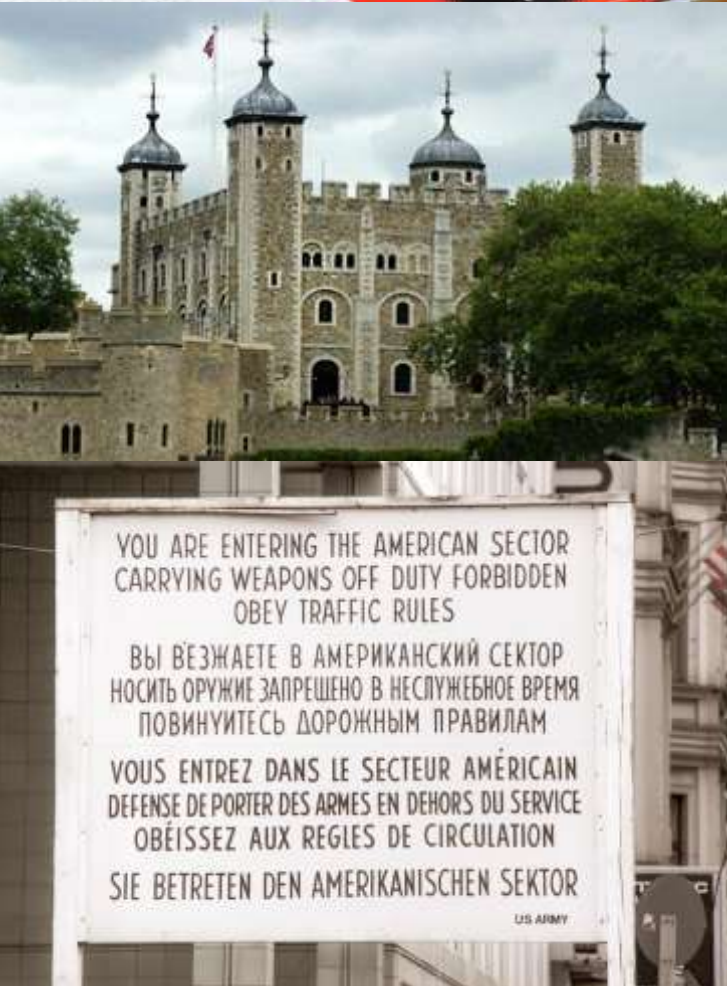 YOU ARE ENTERING THE AMERICAN SECTOR
CARRYING WEAPONS OFF DUTY FORBIDDEN
OBEY TRAFFIC RULES
ВЫ ВЪЕЗЖАЕТЕ В АМЕРИКАНСКИЙ СЕКТОР
НОСИТЬ ОРУЖИЕ ЗАПРЕЩЕНО В НЕСЛУЖЕБНОЕ ВРЕМЯ
ПОВИНУИТЕСЬ ДОРОЖНЫМ ПРАВИЛАМ
VOUS ENTREZ DANS LE SECTEUR AMÉRICAIN
DEFENSE DE PORTER DES ARMES EN DEHORS DU SERVICE
OBÉISSEZ AUX REGLES DE CIRCULATION
SIE BETRETEN DEN AMERIKANISCHEN SEKTOR
US ARMY